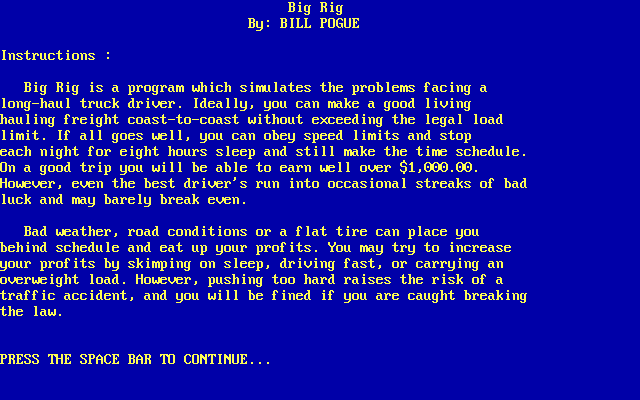 Big Rig
By: BILL POGUE
Instructions :
Big Rig is a program which simulates the problems facing a
long-haul truck driver. Ideally, you can make a good living
hauling freight coast-to-coast without exceeding the legal load
limit. If all goes well, you can obey speed limits and stop
each night for eight hours sleep and still make the time schedule.
On a good trip you will be able to earn well over $1,000.00.
However, even the best driver's run into occasional streaks of bad
luck and may barely break even.
Bad weather, road conditions or a flat tire can place you
behind schedule and eat up your profits. You may try to increase
your profits by skimping on sleep, driving fast, or carrying an
overweight load. However, pushing too hard raises the risk of a
traffic accident, and you will be fined if you are caught breaking
the law.
PRESS THE SPACE BAR TO CONTINUE...